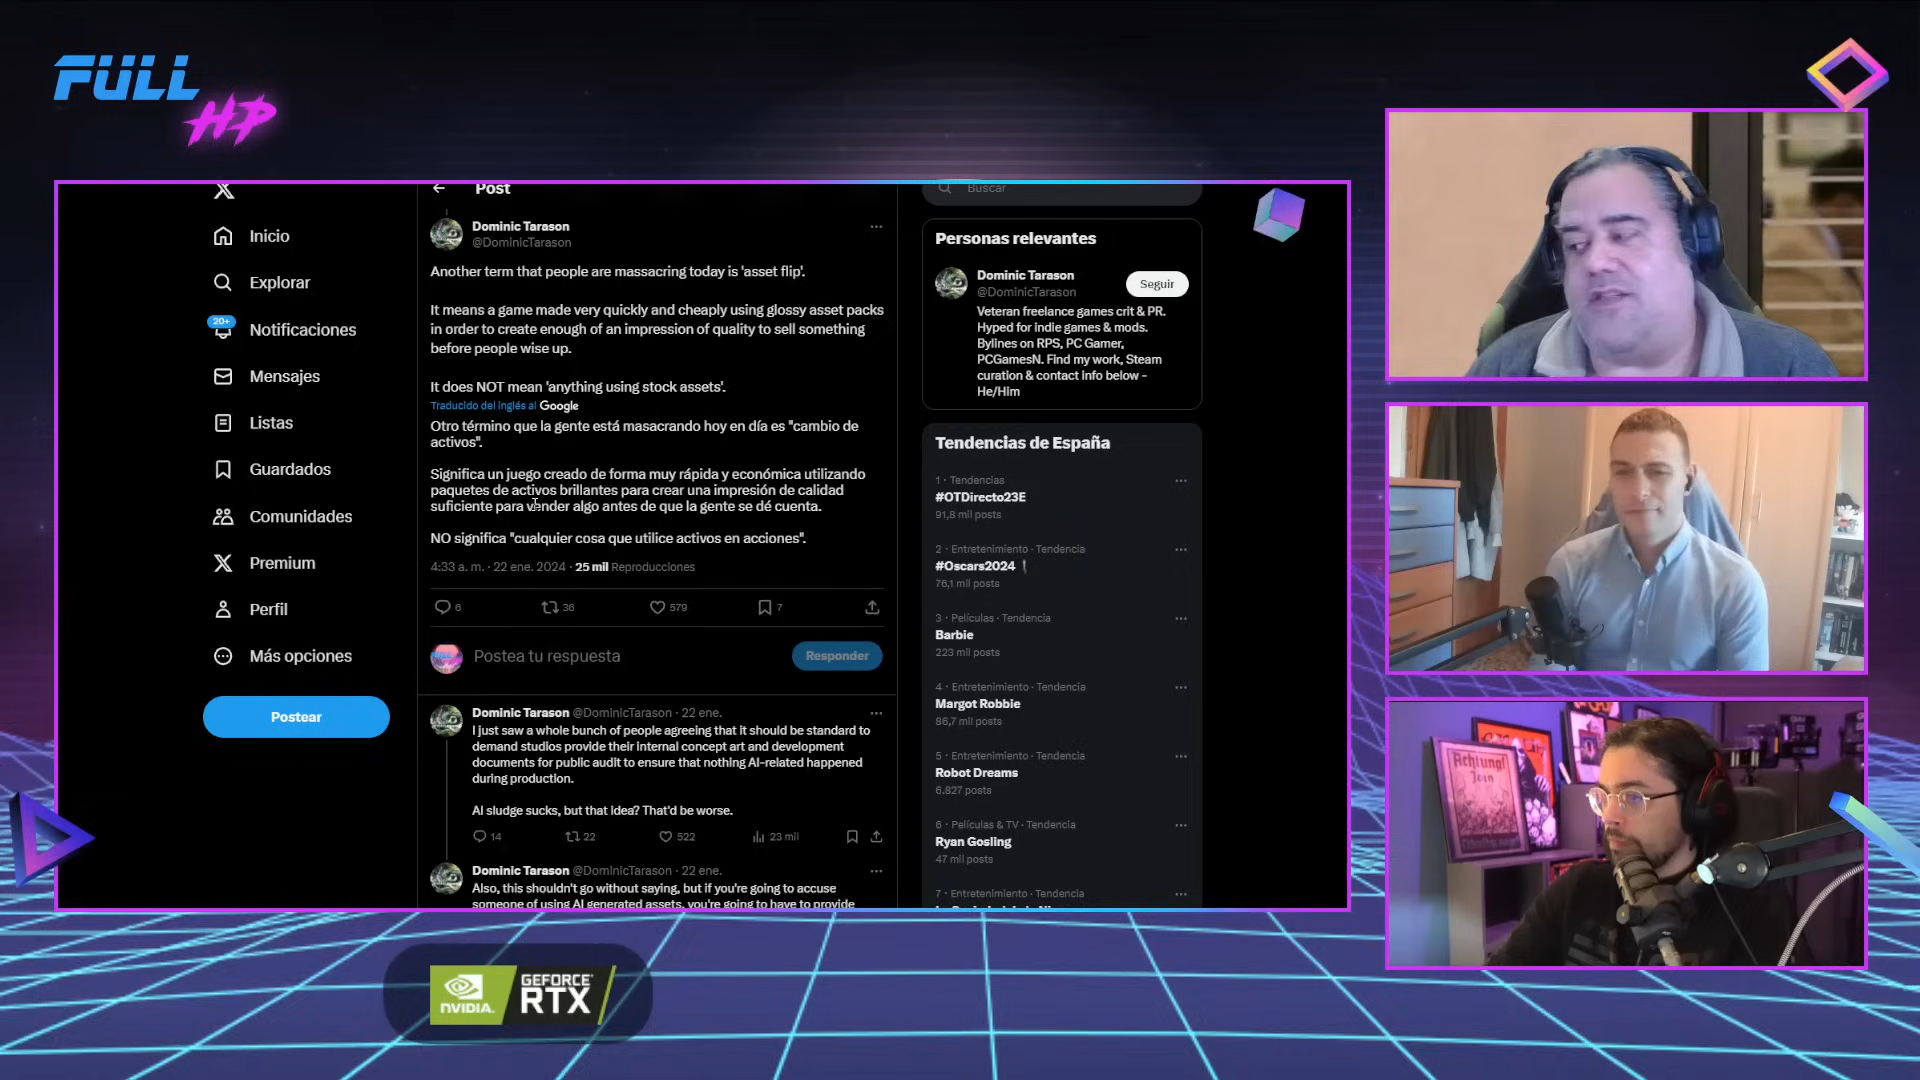 FULL
HP
Inicio
Explorar
20+
Notificaciones
Mensajes
Listas
Guardados
Comunidades
Premium
Perfil
Más opciones
Postear
Post
Dominic Tarason
@DominicTarason
Another term that people are massacring today is 'asset flip'.
It means a game made very quickly and cheaply using glossy asset packs
in order to create enough of an impression of quality to sell something
before people wise up.
It does NOT mean 'anything using stock assets'.
Traducido del inglés al Google
Otro término que la gente está masacrando hoy en día es "cambio de
activos".
Significa un juego creado de forma muy rápida y económica utilizando
paquetes de activos brillantes para crear una impresión de calidad
suficiente para vender algo antes de que la gente se dé cuenta.
NO significa "cualquier cosa que utilice activos en acciones".
4:33 a. m. · 22 ene. 2024 · 25 mil Reproducciones
6 36 579 7
Postea tu respuesta
Responder
Dominic Tarason @DominicTarason · 22 ene.
I just saw a whole bunch of people agreeing that it should be standard to
demand studios provide their internal concept art and development
documents for public audit to ensure that nothing AI-related happened
during production.
AI sludge sucks, but that idea? That'd be worse.
14 22 522 23 mil
Dominic Tarason @DominicTarason · 22 ene.
Also, this shouldn't go without saying, but if you're going to accuse
someone of using AI generated assets, you're going to have to provide
Buscar
Personas relevantes
Dominic Tarason
@DominicTarason
Seguir
Veteran freelance games crit & PR.
Hyped for indie games & mods.
Bylines on RPS, PC Gamer,
PCGamesN. Find my work, Steam
curation & contact info below -
He/Him
Tendencias de España
1 · Tendencias
#OTDirecto23E
91,8 mil posts
2 · Entretenimiento · Tendencia
#Oscars2024
76,1 mil posts
3 · Películas · Tendencia
Barbie
223 mil posts
4 · Entretenimiento · Tendencia
Margot Robbie
86,7 mil posts
5 · Entretenimiento · Tendencia
Robot Dreams
6.827 posts
6 · Películas & TV · Tendencia
Ryan Gosling
47 mil posts
7 · Entretenimiento · Tendencia
Achtung!
Join
NVIDIA.
GEFORCE
RTX